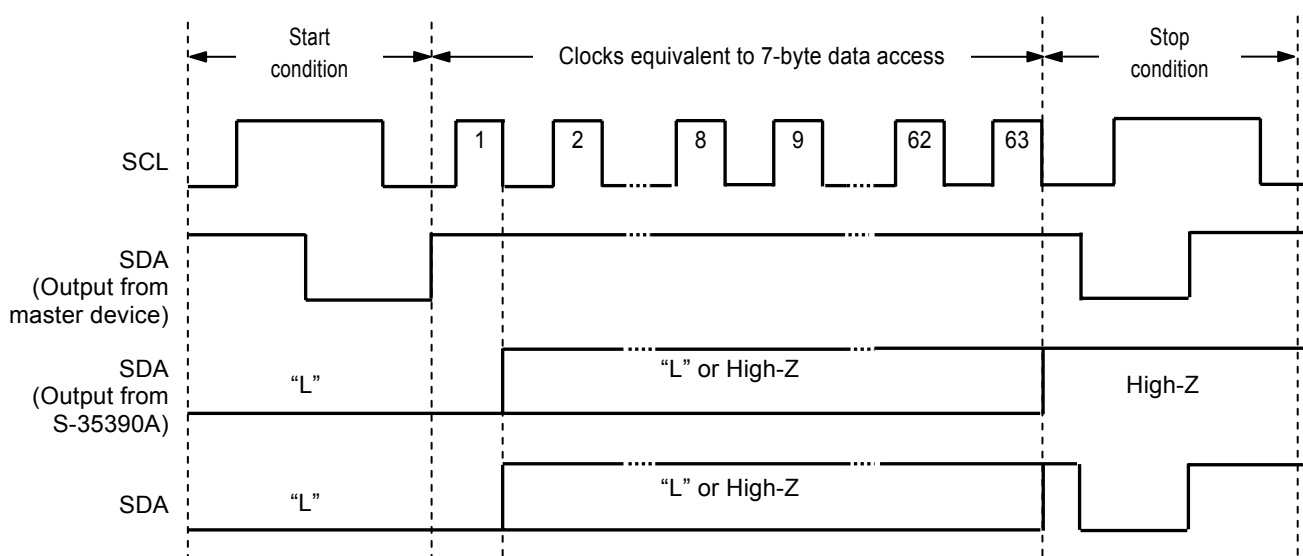 Start
condition
Clocks equivalent to 7-byte data access
Stop
condition
SCL
1
2
8
9
62
63
SDA
(Output from
master device)
SDA
(Output from
S-35390A)
“L”
“L” or High-Z
High-Z
SDA
“L”
“L” or High-Z